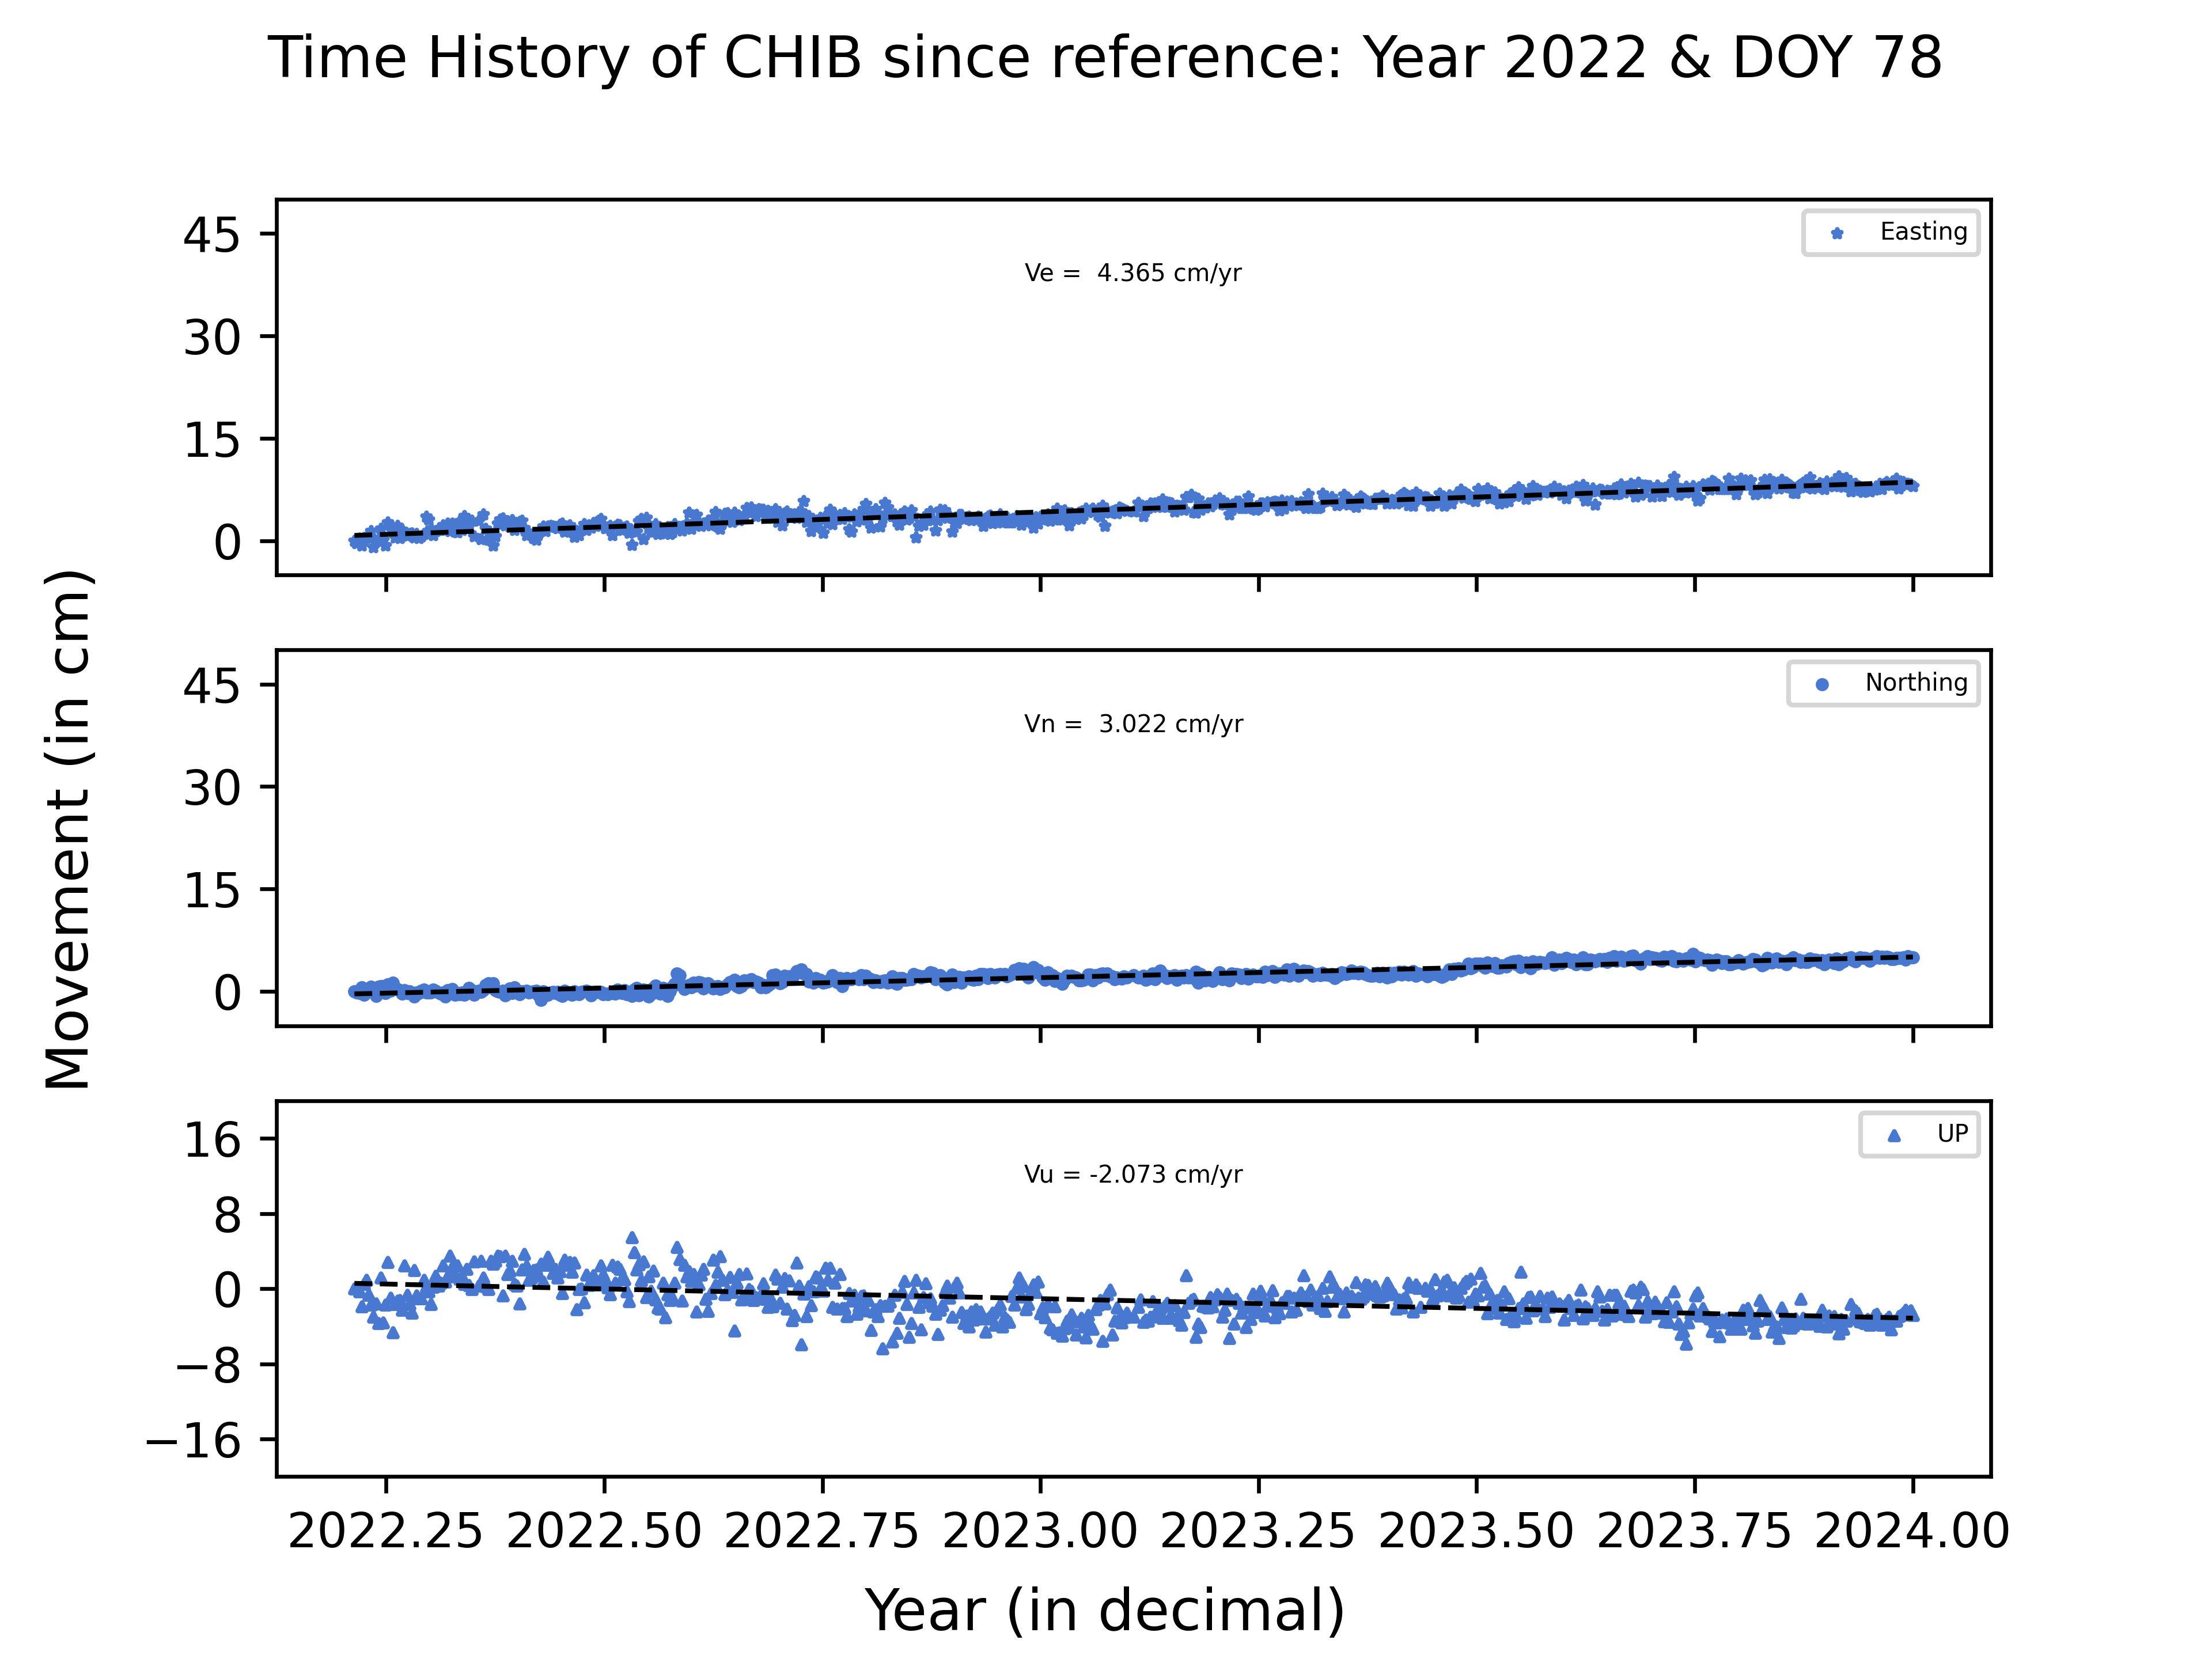 Time History of CHIB since reference: Year 2022 & DOY 78
Movement (in cm)
45
30
15
0
Easting
Ve =  4.365 cm/yr
45
30
15
0
Northing
Vn =  3.022 cm/yr
16
8
0
−8
−16
UP
Vu = -2.073 cm/yr
2022.25 2022.50 2022.75 2023.00 2023.25 2023.50 2023.75 2024.00
Year (in decimal)